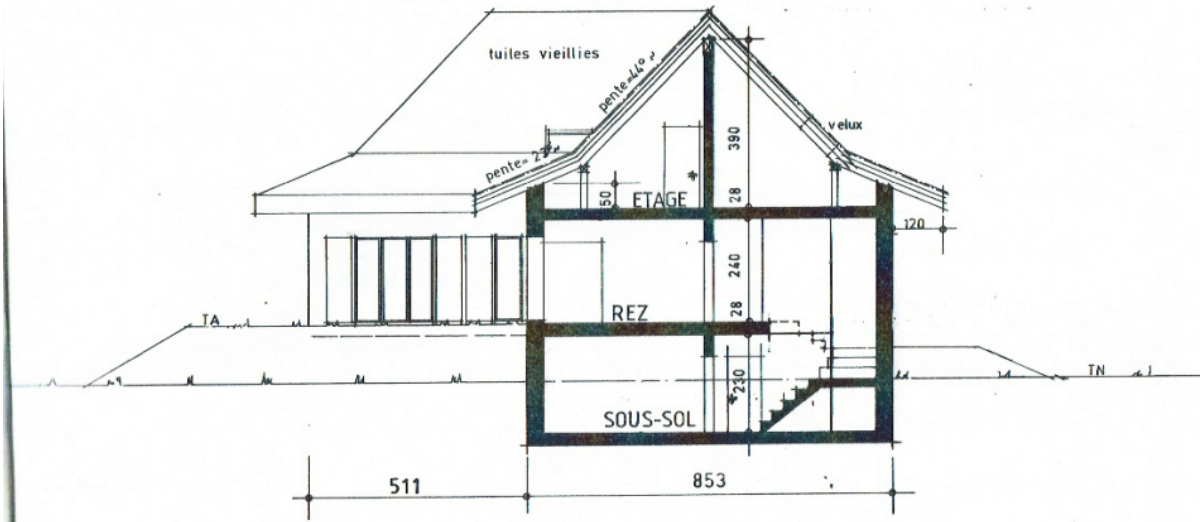 tuiles vieillies
pente=44°
velux
390
pente= 23°
50
ETAGE
28
120
240
REZ
28
TA
230
TN
SOUS-SOL
511
853